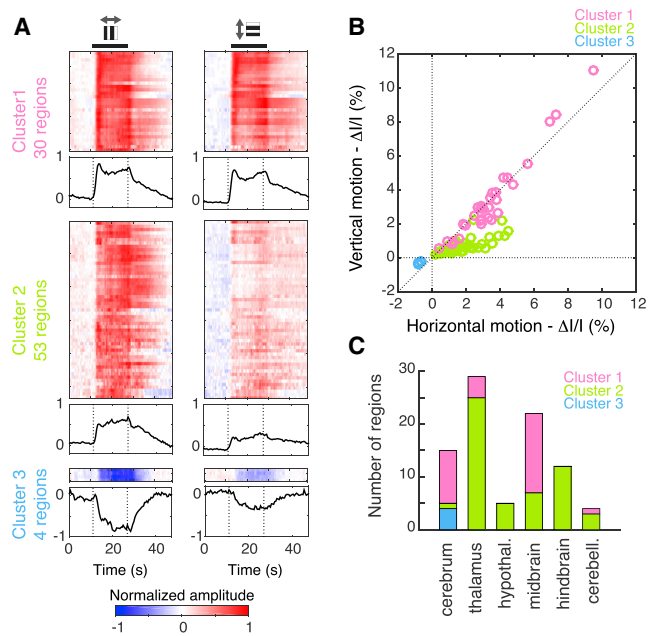 A
Cluster1
30 regions
1
0
Cluster 2
53 regions
1
0
1
0
Cluster 3
4 regions
0
-1
0
-1
0 20 40
0 20 40
Time (s)
Time (s)
Normalized amplitude
-1 0 1
B
Cluster 1
Cluster 2
Cluster 3
Vertical motion - ΔI/I (%)
12
10
8
6
4
2
0
-2
-2 0 2 4 6 8 10 12
Horizontal motion - ΔI/I (%)
C
Cluster 1
Cluster 2
Cluster 3
Number of regions
30
20
10
0
cerebrum
thalamus
hypothal.
midbrain
hindbrain
cerebell.